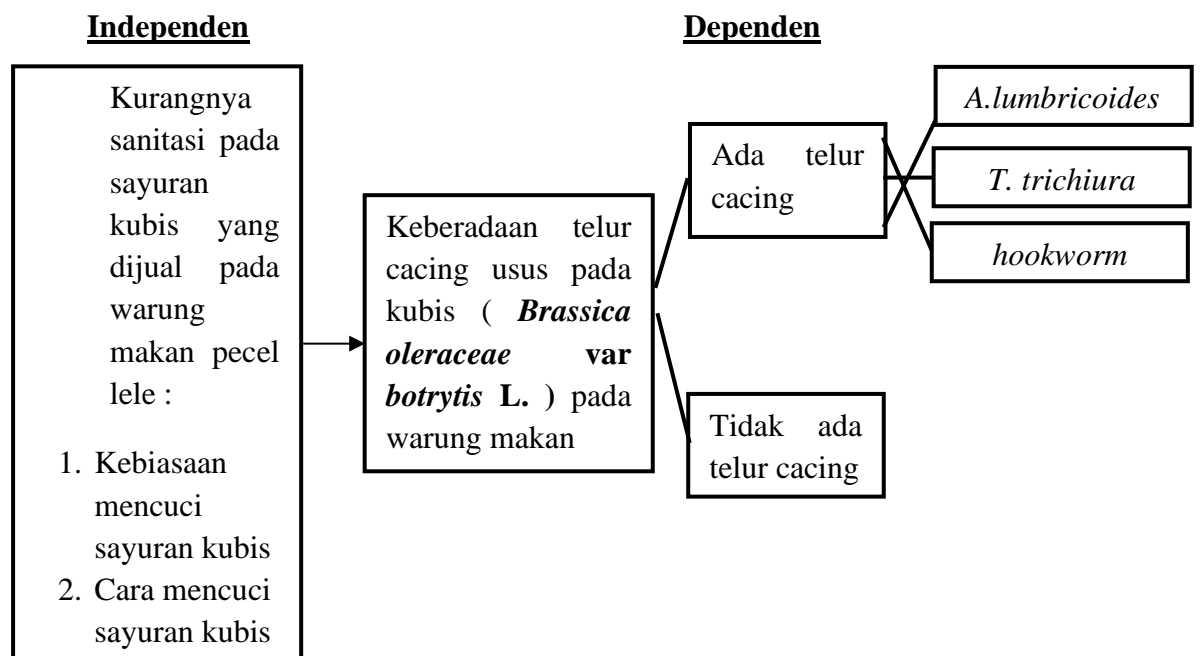 Independen
Dependen
Kurangnya
sanitasi pada
sayuran
kubis yang
dijual pada
warung
makan pecel
lele :
1. Kebiasaan
mencuci
sayuran kubis
2. Cara mencuci
sayuran kubis
Keberadaan telur
cacing usus pada
kubis ( Brassica
oleraceae var
botrytis L. ) pada
warung makan
Ada telur
cacing
Tidak ada
telur cacing
A.lumbricoides
T. trichiura
hookworm